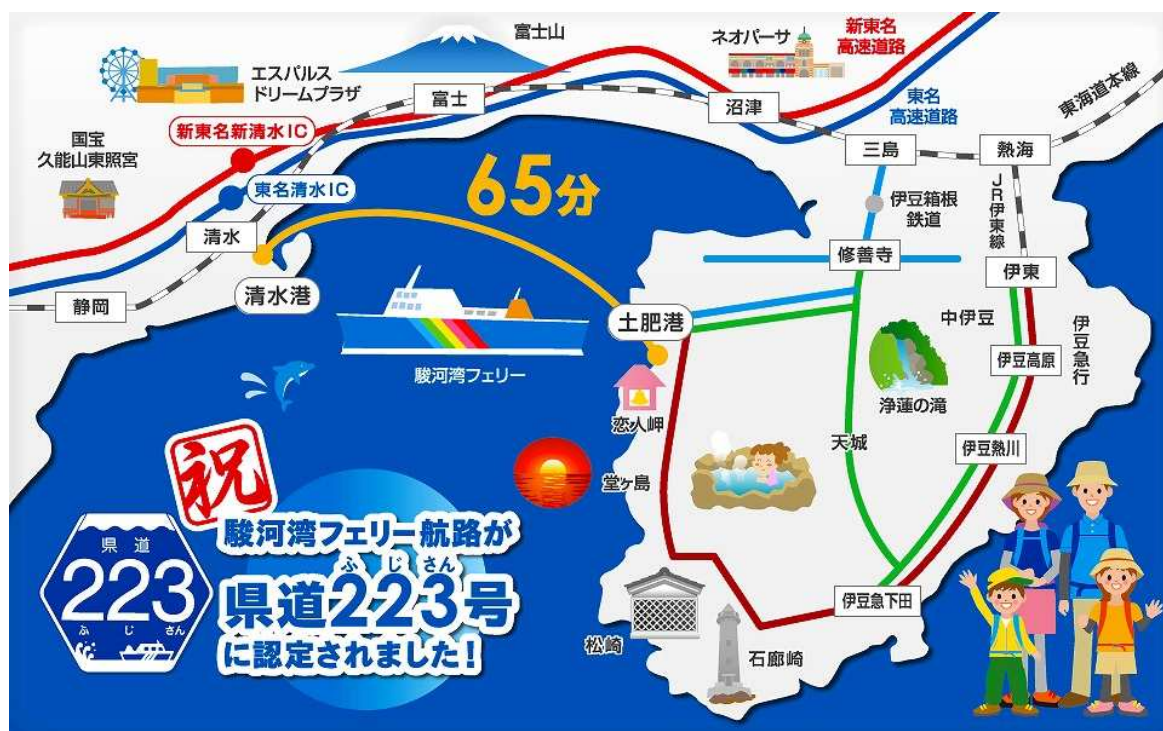 富士山
ネオパーサ
新東名
高速道路
エスパルス
ドリームプラザ
富士
沼津
東名
高速道路
東海道本線
新東名新清水IC
国宝
久能山東照宮
東名清水IC
三島
熱海
65分
伊豆箱根
鉄道
JR伊東線
清水
修善寺
伊東
清水港
静岡
土肥港
中伊豆
伊豆急行
伊豆高原
駿河湾フェリー
浄蓮の滝
恋人岬
天城
伊豆熱川
堂ヶ島
祝
駿河湾フェリー航路が
ふ じ さん
県道223号
に認定されました!
県道
223
ふ じ さん
伊豆急下田
松崎
石廊崎